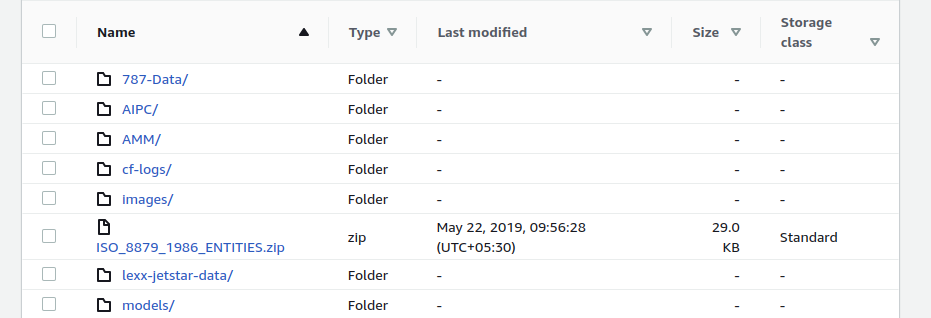 Name Type Last modified Size Storage class
787-Data/ Folder - - -
AIPC/ Folder - - -
AMM/ Folder - - -
cf-logs/ Folder - - -
images/ Folder - - -
ISO_8879_1986_ENTITIES.zip zip May 22, 2019, 09:56:28 (UTC+05:30) 29.0 KB Standard
lexx-jetstar-data/ Folder - - -
models/ Folder - - -